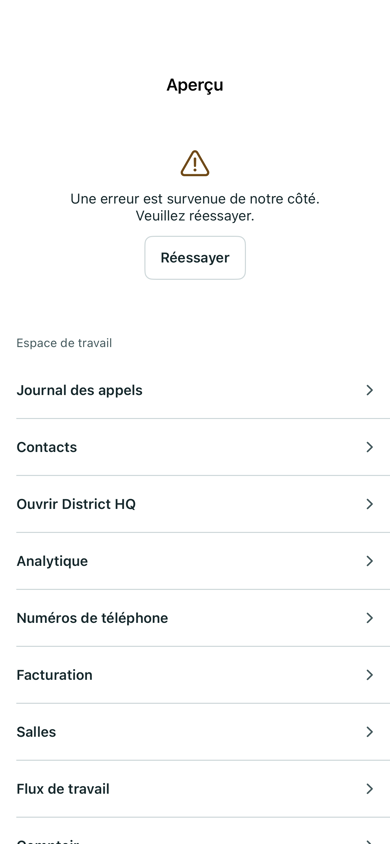 Aperçu
Une erreur est survenue de notre côté.
Veuillez réessayer.
Réessayer
Espace de travail
Journal des appels
Contacts
Ouvrir District HQ
Analytique
Numéros de téléphone
Facturation
Salles
Flux de travail